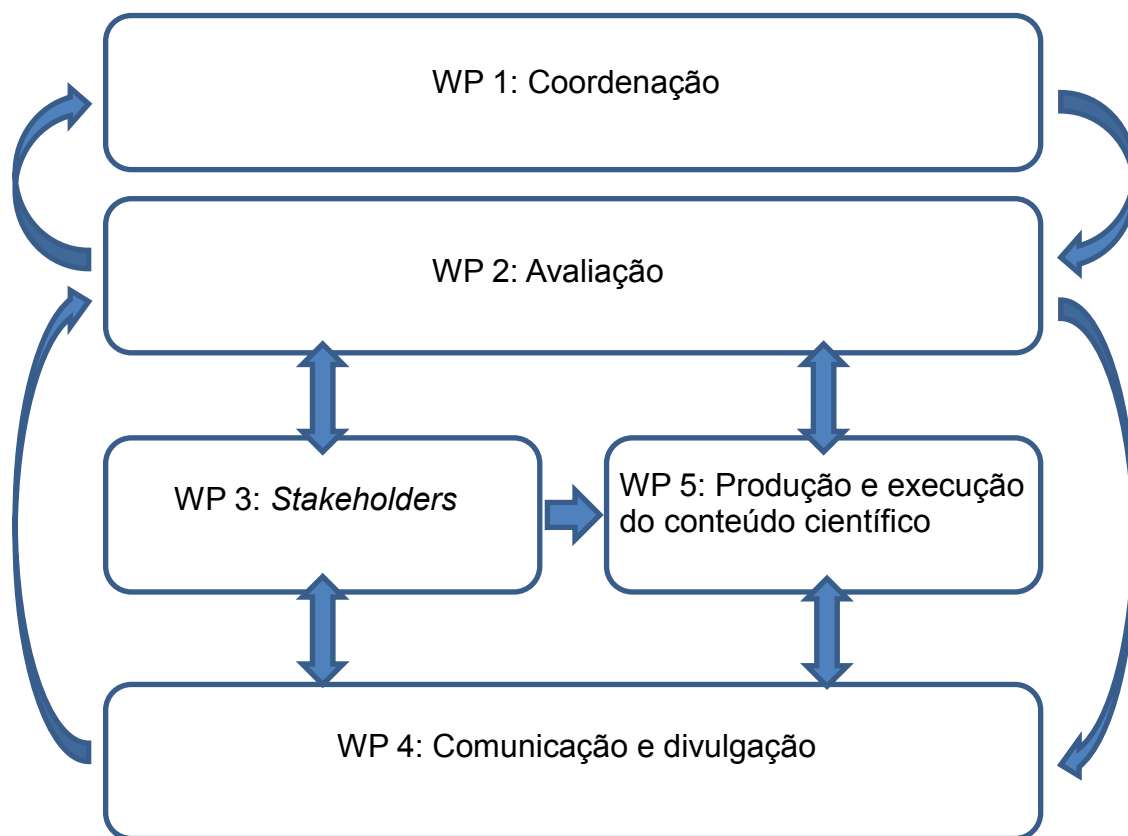 WP 1: Coordenação
WP 2: Avaliação
WP 3: Stakeholders
WP 5: Produção e execução
do conteúdo científico
WP 4: Comunicação e divulgação